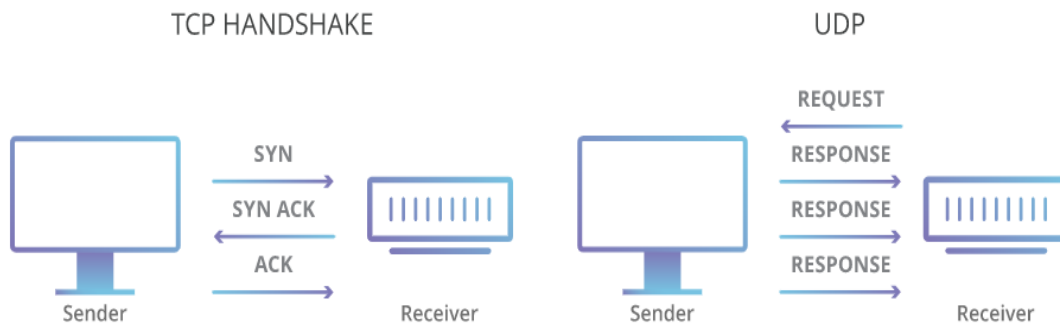 TCP HANDSHAKE
SYN
SYN ACK
ACK
Sender
Receiver
UDP
REQUEST
RESPONSE
RESPONSE
RESPONSE
Sender
Receiver